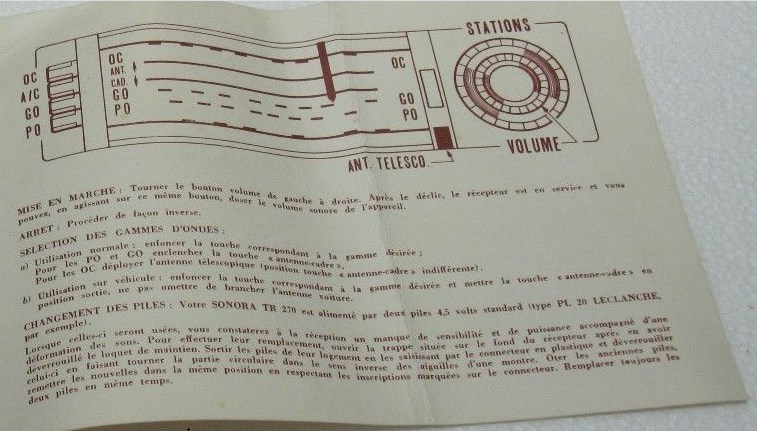 STATIONS
OC
A/C
GO
PO
OC
ANT.
CAD.
GO
PO
OC
GO
PO
ANT. TELESCO.
VOLUME
MISE EN MARCHE : Tourner le bouton volume de gauche à droite. Après le déclic, le récepteur est en service et vous
pouvez, en agissant sur ce même bouton, doser le volume sonore de l'appareil.
ARRET : Procéder de façon inverse.
SELECTION DES GAMMES D'ONDES :
a) Utilisation normale : enfoncer la touche correspondant à la gamme désirée ;
Pour les PO et GO enclencher la touche « antenne-cadre »,
Pour les OC déployer l'antenne télescopique (position touche « antenne-cadre » indifférente).
b) Utilisation sur véhicule : enfoncer la touche correspondant à la gamme désirée et mettre la touche « antenne-cadre » en
position sortie, ne pas omettre de brancher l'antenne voiture.
CHANGEMENT DES PILES : Votre SONORA TR 270 est alimenté par deux piles 4,5 volts standard (type PL 20 LECLANCHE,
par exemple).
Lorsque celles-ci seront usées, vous constaterez à la réception un manque de sensibilité et de puissance accompagné d'une
déformation des sons. Pour effectuer leur remplacement, ouvrir la trappe située sur le fond du récepteur après en avoir
déverrouillé le loquet de maintien. Sortir les piles de leur logement en les saisissant par le connecteur en plastique et déverrouiller
celui-ci en faisant tourner la partie circulaire dans le sens inverse des aiguilles d'une montre. Oter les anciennes piles,
remettre les nouvelles dans la même position en respectant les inscriptions marquées sur le connecteur. Remplacer toujours les
deux piles en même temps.